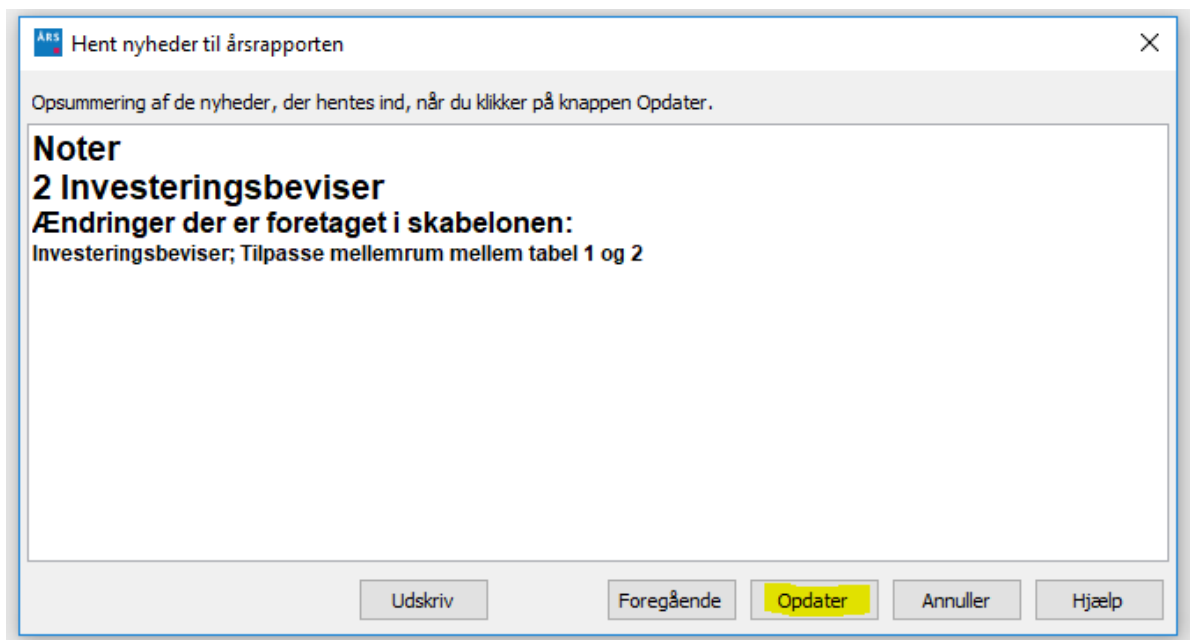 ÅRS Hent nyheder til årsrapporten
Opsummering af de nyheder, der hentes ind, når du klikker på knappen Opdater.
Noter
2 Investeringsbeviser
Ændringer der er foretaget i skabelonen:
Investeringsbeviser; Tilpasse mellemrum mellem tabel 1 og 2
Udskriv Foregående Opdater Annuller Hjælp